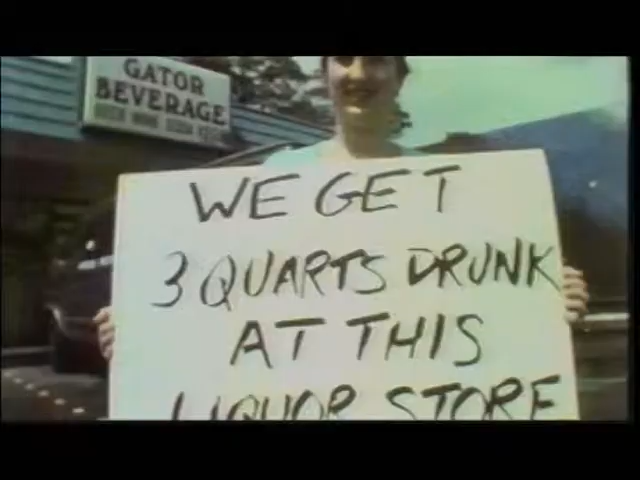 GATOR
BEVERAGE
WE GET
3 QUARTS DRUNK
AT THIS
LIQUOR STORE